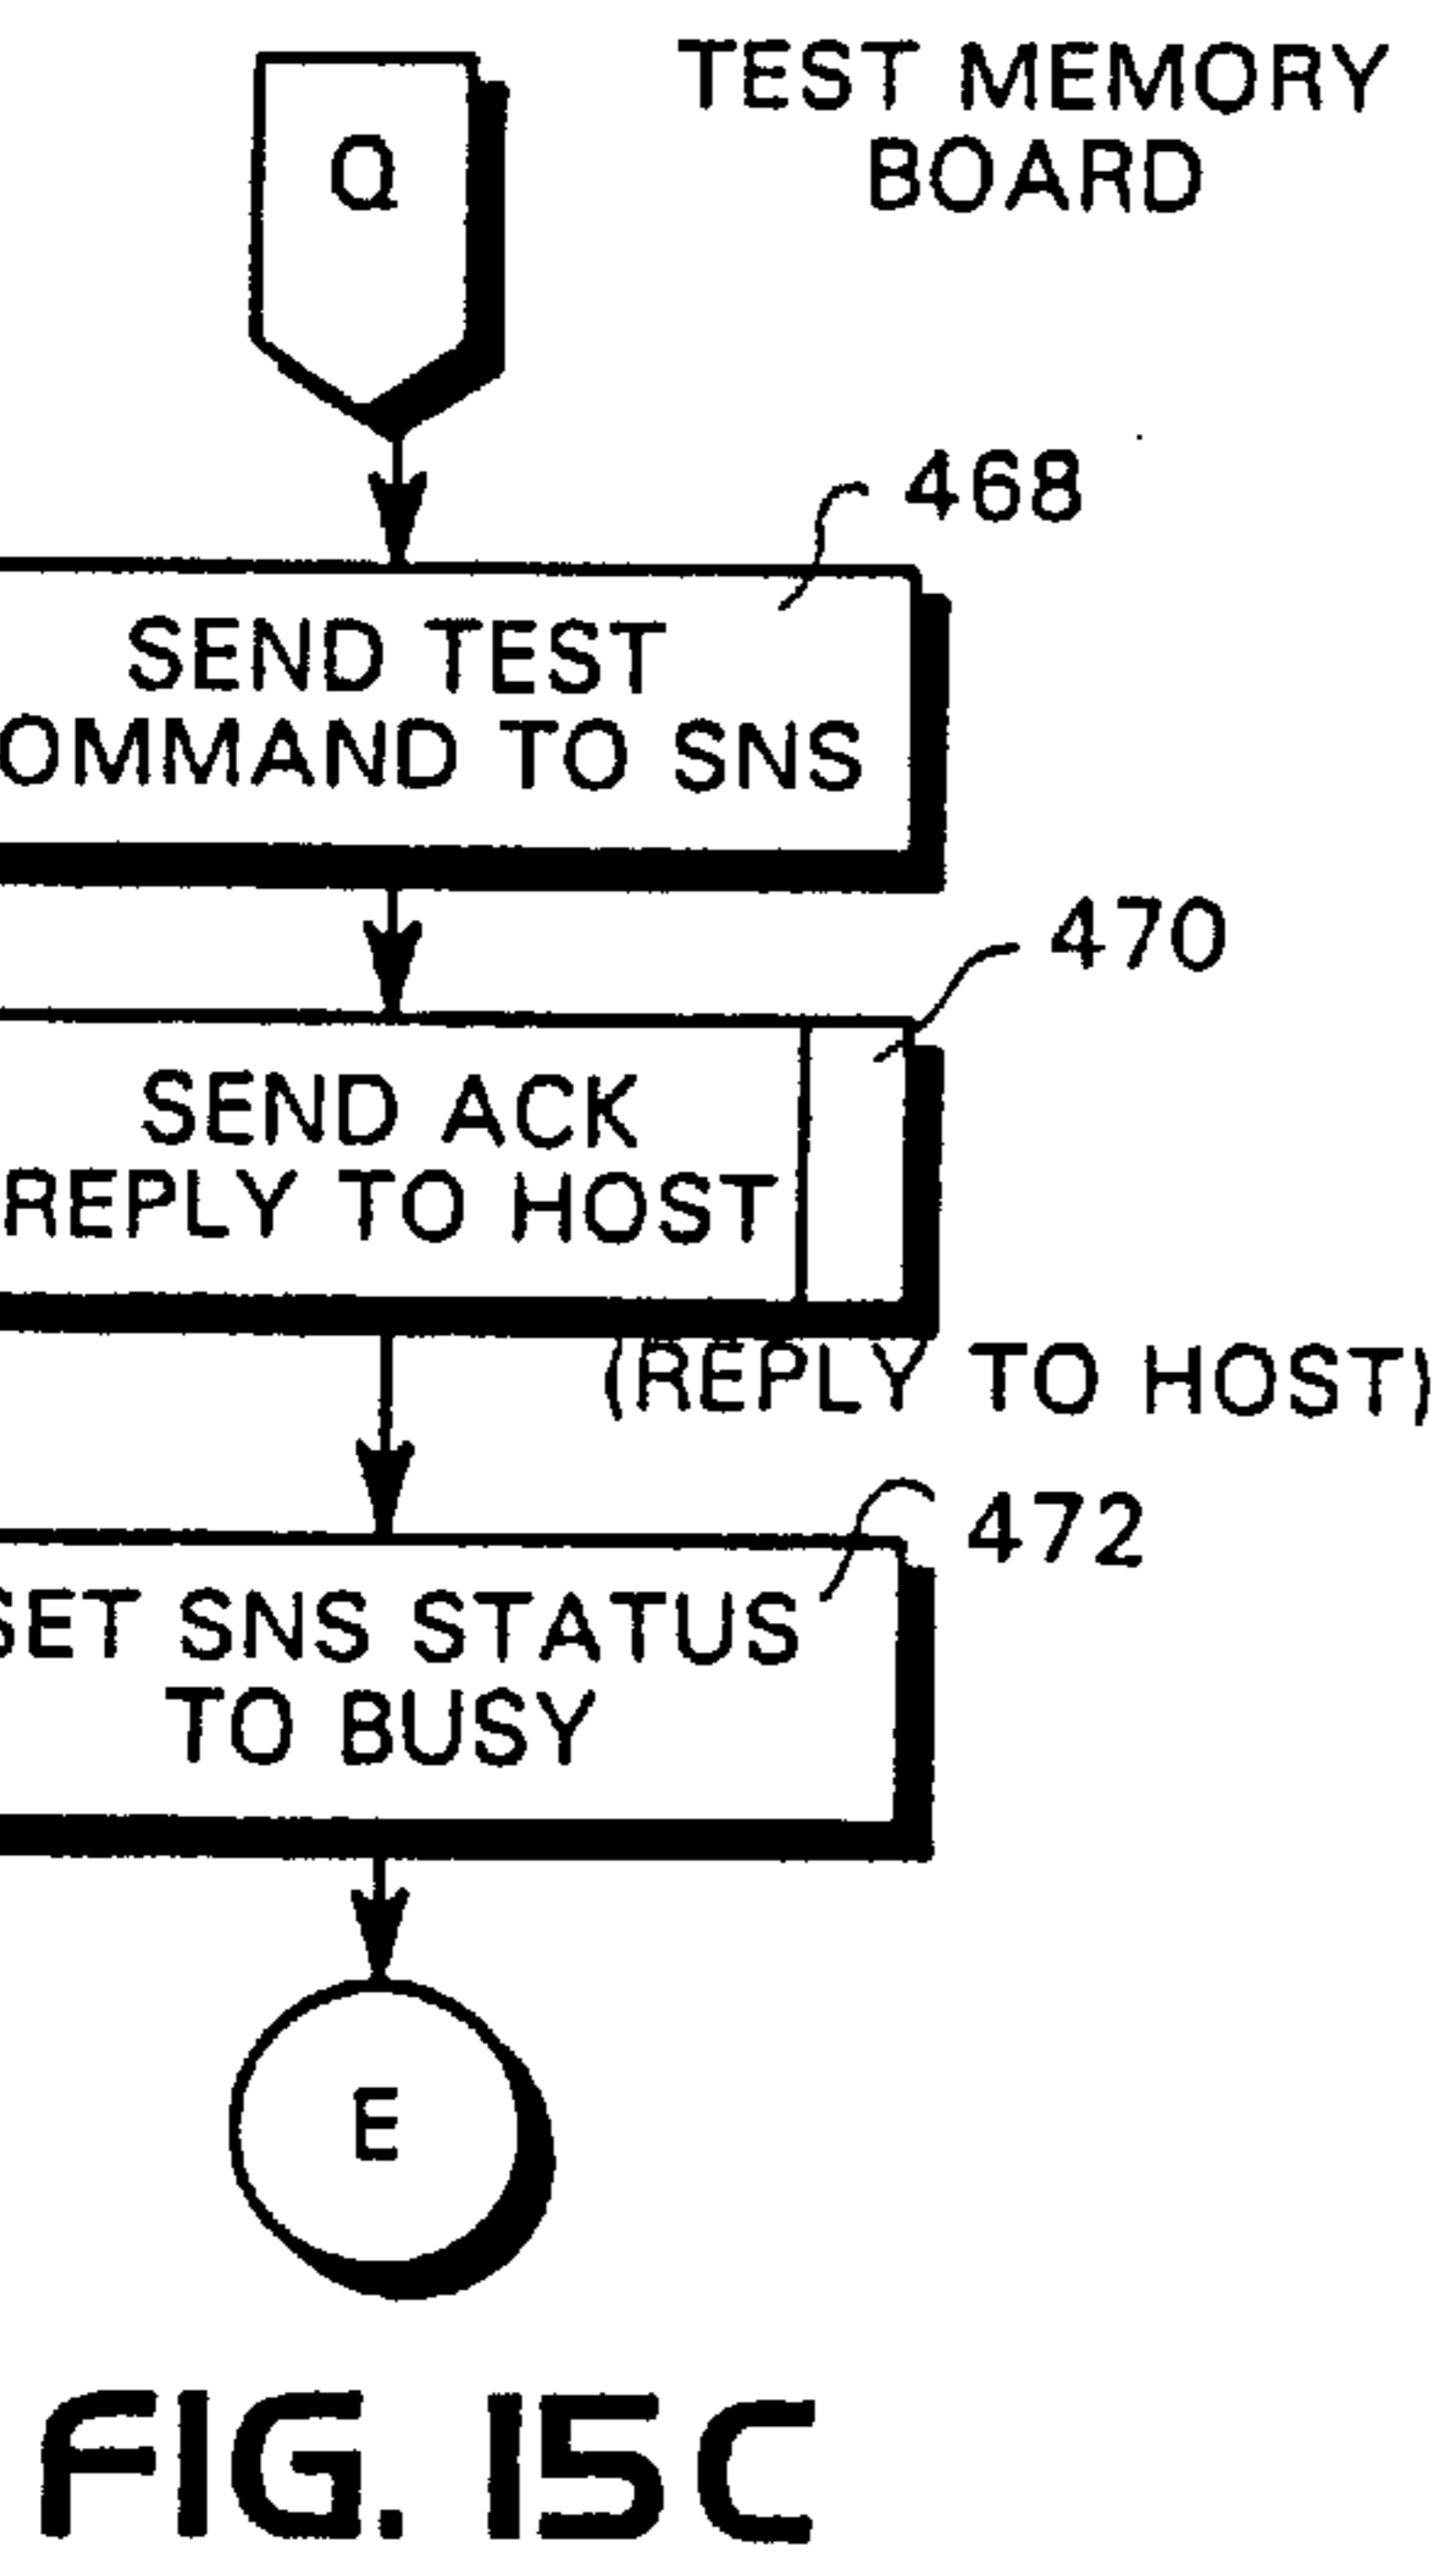 Q
TEST MEMORY
BOARD
468
SEND TEST
OMMAND TO SNS
470
SEND ACK
REPLY TO HOST
(REPLY TO HOST)
472
SET SNS STATUS
TO BUSY
E
FIG. 15C